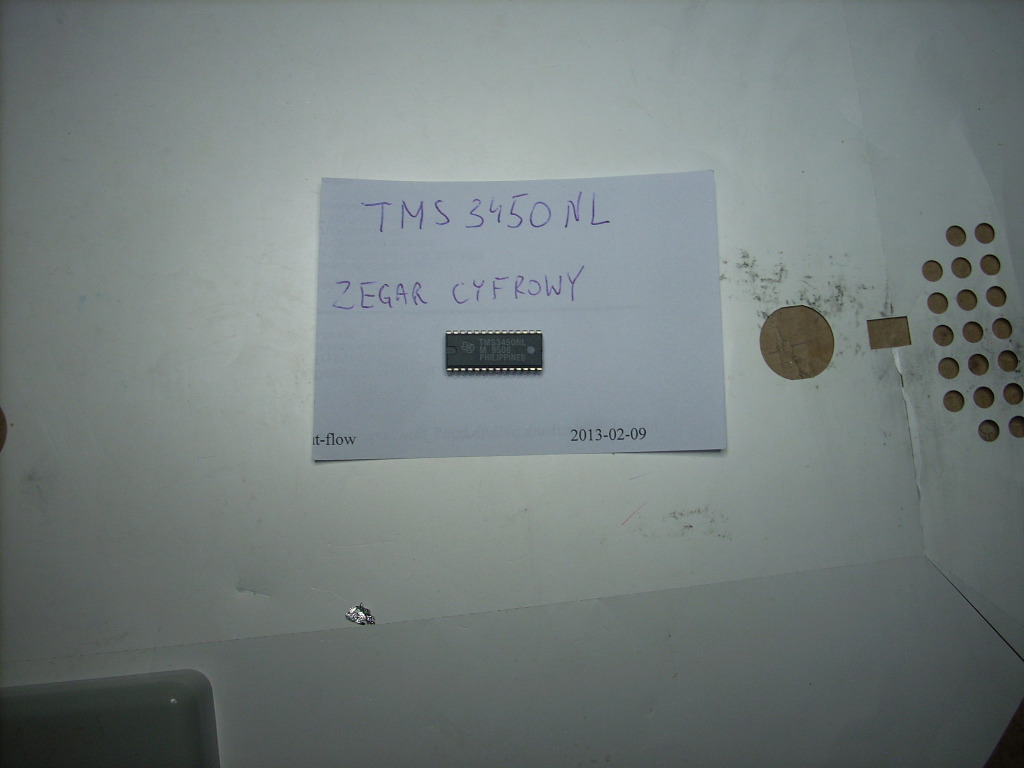 TMS 3450 NL
ZEGAR CYFROWY
TMS3450NL
PHILIPPINES
t-flow
2013-02-09